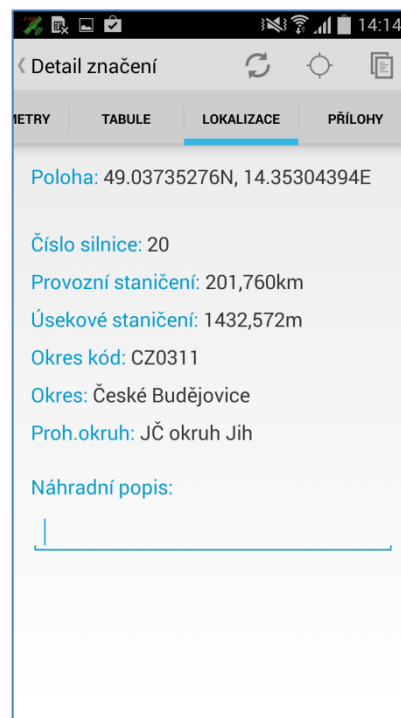 14:14
Detail značení
METRY TABULE LOKALIZACE PŘÍLOHY
Poloha: 49.03735276N, 14.35304394E
Číslo silnice: 20
Provozní staničení: 201,760km
Úsekové staničení: 1432,572m
Okres kód: CZ0311
Okres: České Budějovice
Proh.okruh: JČ okruh Jih
Náhradní popis: